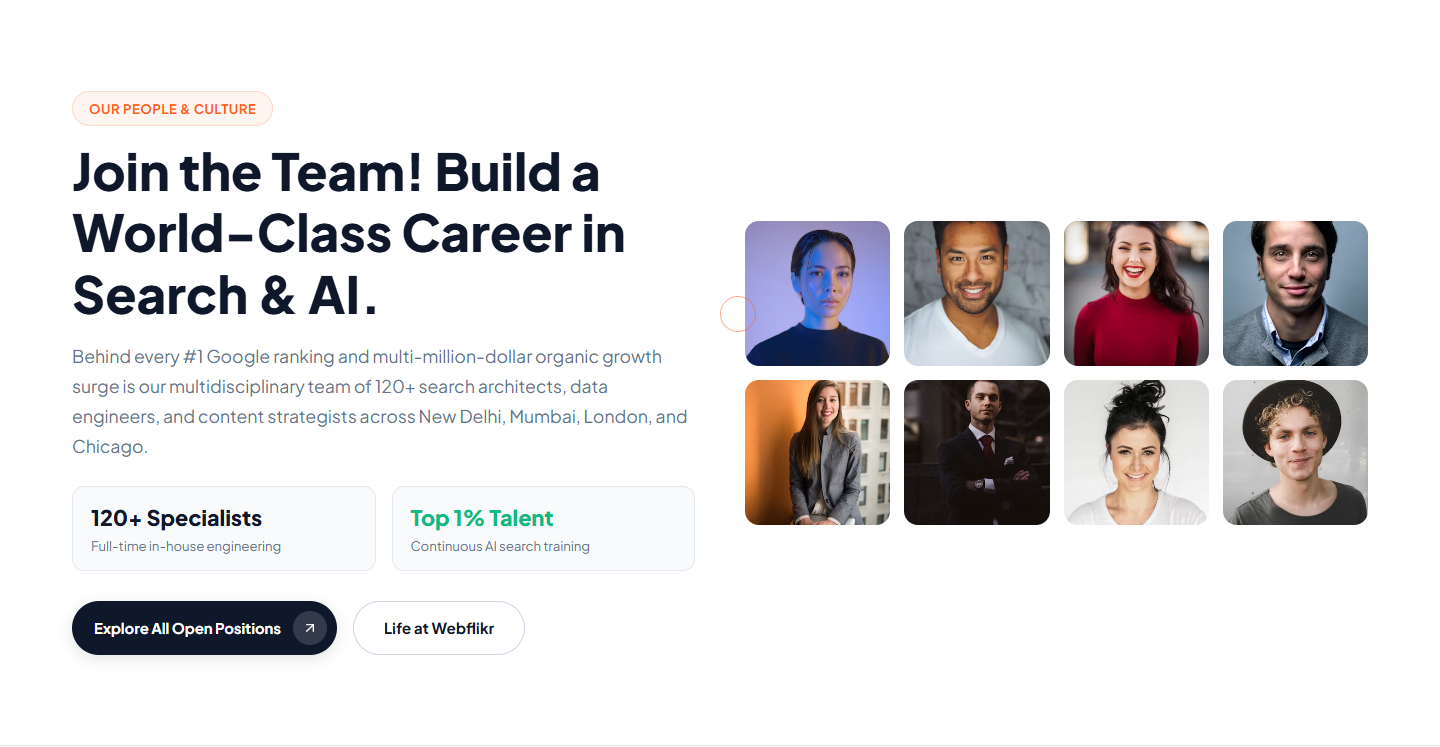 OUR PEOPLE & CULTURE
Join the Team! Build a
World-Class Career in
Search & AI.
Behind every #1 Google ranking and multi-million-dollar organic growth
surge is our multidisciplinary team of 120+ search architects, data
engineers, and content strategists across New Delhi, Mumbai, London, and
Chicago.
120+ Specialists
Full-time in-house engineering
Top 1% Talent
Continuous AI search training
Explore All Open Positions
Life at Webflikr